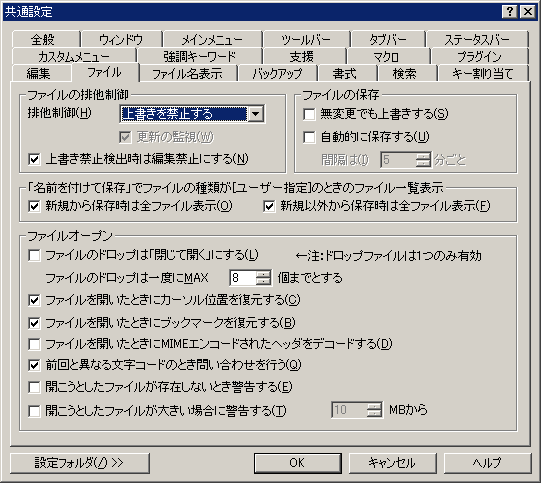 共通設定
全般 ウィンドウ メインメニュー ツールバー タブバー ステータスバー
カスタムメニュー 強調キーワード 支援 マクロ プラグイン
編集 ファイル ファイル名表示 バックアップ 書式 検索 キー割り当て
ファイルの排他制御
排他制御(H) 上書きを禁止する
更新の監視(W)
上書き禁止検出時は編集禁止にする(N)
ファイルの保存
無変更でも上書きする(S)
自動的に保存する(U)
間隔は(I) 5 分ごと
「名前を付けて保存」でファイルの種類が[ユーザー指定]のときのファイル一覧表示
新規から保存時は全ファイル表示(O) 新規以外から保存時は全ファイル表示(F)
ファイルオープン
ファイルのドロップは「閉じて開く」にする(L) ←注:ドロップファイルは1つのみ有効
ファイルのドロップは一度にMAX 8 個までとする
ファイルを開いたときにカーソル位置を復元する(C)
ファイルを開いたときにブックマークを復元する(B)
ファイルを開いたときにMIMEエンコードされたヘッダをデコードする(D)
前回と異なる文字コードのとき問い合わせを行う(Q)
開こうとしたファイルが存在しないとき警告する(E)
開こうとしたファイルが大きい場合に警告する(T) 10 MBから
設定フォルダ(/) >> OK キャンセル ヘルプ